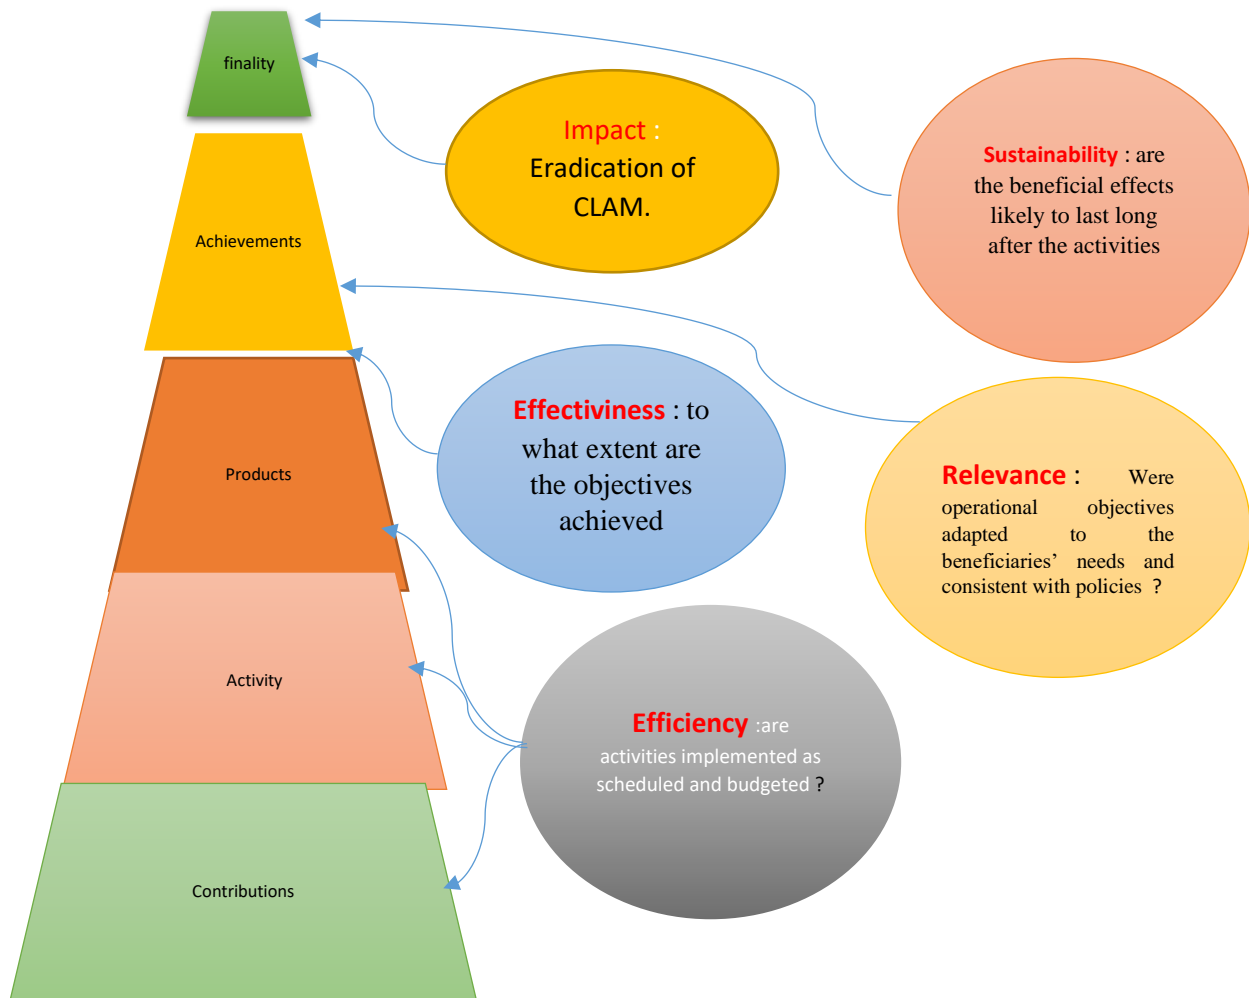 finality
Impact :
Eradication of
CLAM.
Sustainability : are
the beneficial effects
likely to last long
after the activities
Achievements
Effectiviness : to
what extent are
the objectives
achieved
Relevance : Were
operational objectives
adapted to the
beneficiaries’ needs and
consistent with policies ?
Products
Activity
Efficiency :are
activities implemented as
scheduled and budgeted ?
Contributions